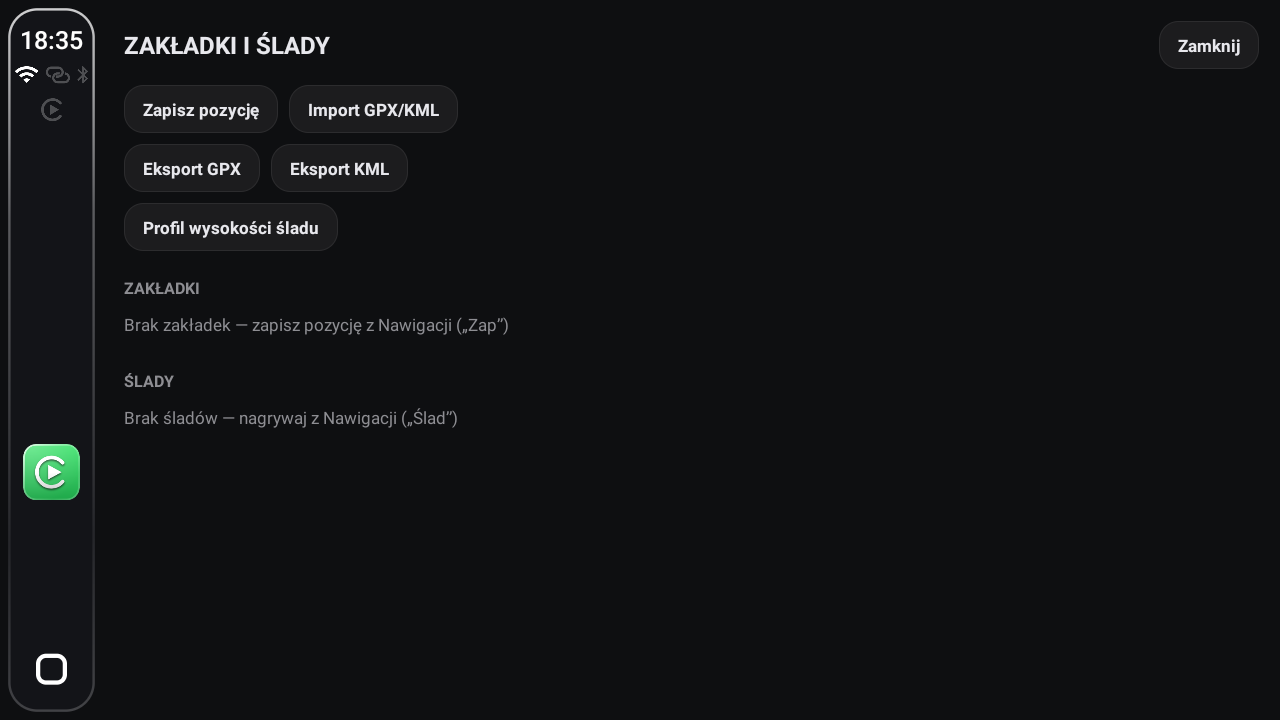 18:35
ZAKŁADKI I ŚLADY
Zamknij
Zapisz pozycję
Import GPX/KML
Eksport GPX
Eksport KML
Profil wysokości śladu
ZAKŁADKI
Brak zakładek — zapisz pozycję z Nawigacji („Zap”)
ŚLADY
Brak śladów — nagrywaj z Nawigacji („Ślad”)